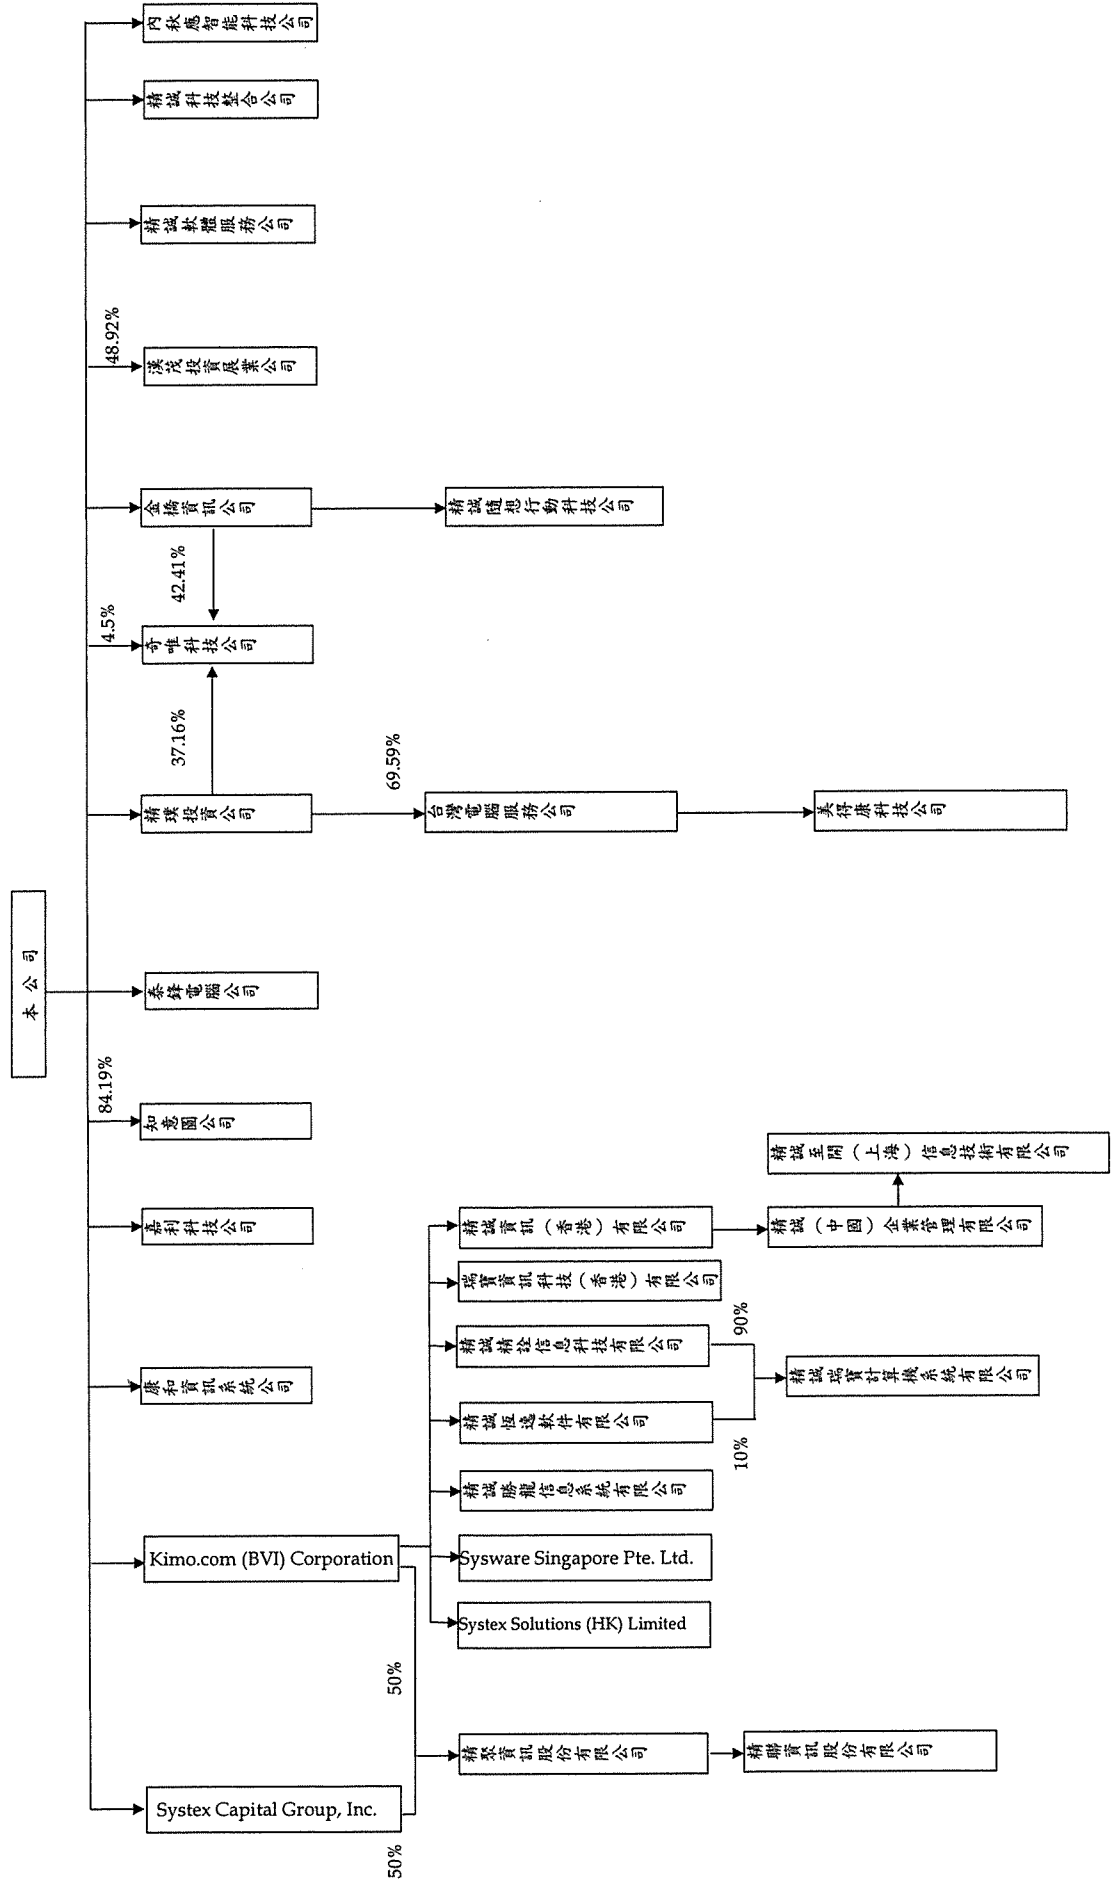 本公司
內秋應智能科技公司
精誠科技整合公司
精誠軟體服務公司
48.92%
漢茂投資展業公司
金橋資訊公司
精誠隨想行動科技公司
42.41%
4.5%
奇唯科技公司
37.16%
精璞投資公司
69.59%
台灣電腦服務公司
美得康科技公司
泰鋒電腦公司
84.19%
知意圖公司
嘉利科技公司
康和資訊系統公司
Kimo.com (BVI) Corporation
精誠資訊（香港）有限公司
精誠（中國）企業管理有限公司
精誠至開（上海）信息技術有限公司
瑞寶資訊科技（香港）有限公司
精誠精詮信息科技有限公司
90%
精誠瑞寶計算機系統有限公司
精誠恆逸軟件有限公司
10%
精誠勝龍信息系統有限公司
Sysware Singapore Pte. Ltd.
Systex Solutions (HK) Limited
50%
精聚資訊股份有限公司
精聯資訊股份有限公司
Systex Capital Group, Inc.
50%